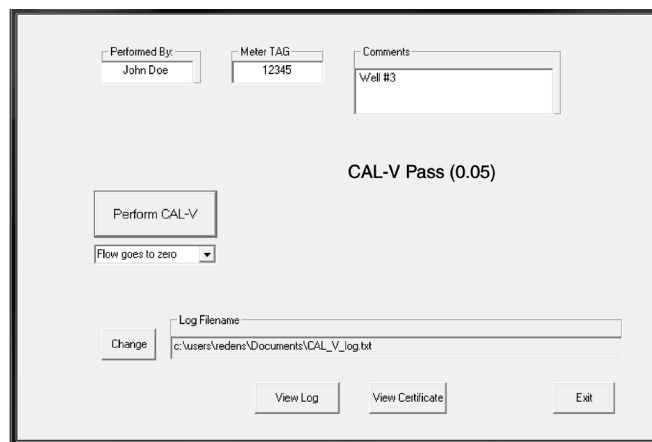 Performed By:
John Doe
Meter TAG
12345
Comments
Well #3
CAL-V Pass (0.05)
Perform CAL-V
Flow goes to zero
Log Filename
Change
c:\users\redens\Documents\CAL_V_log.txt
View Log
View Certificate
Exit